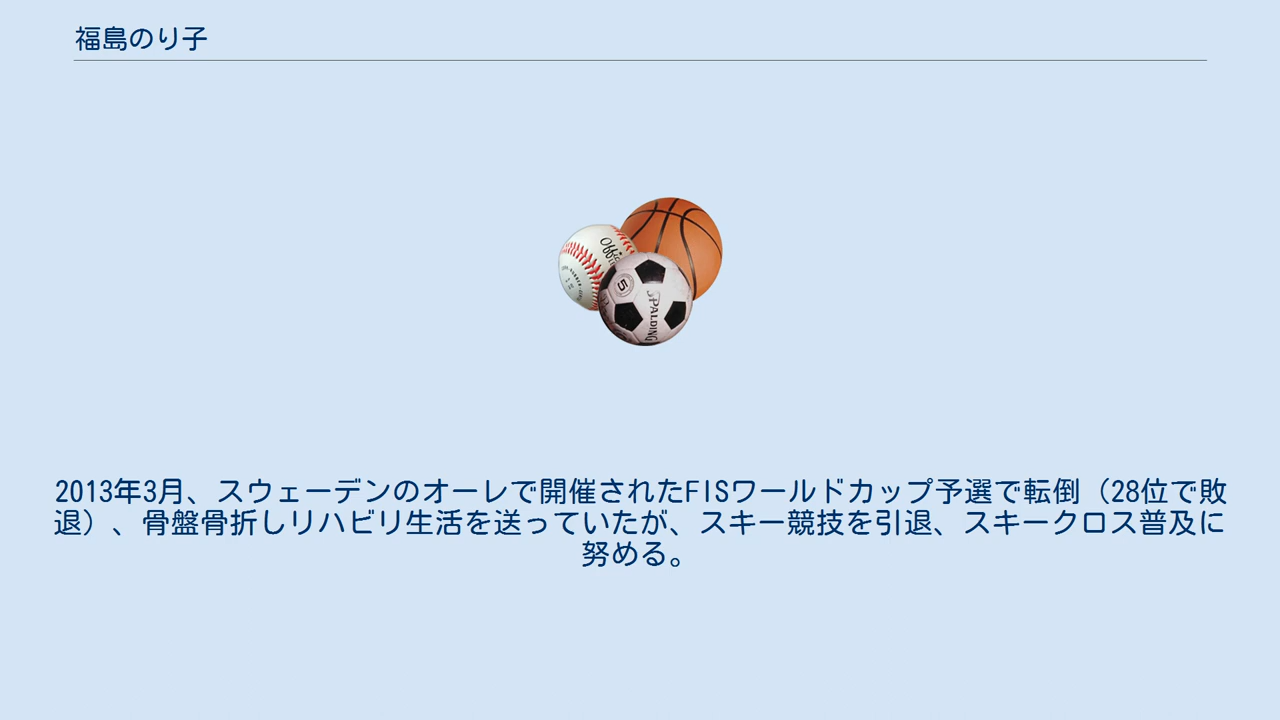 福島のり子
Offi
5
SPALDING
2013年3月、スウェーデンのオーレで開催されたFISワールドカップ予選で転倒（28位で敗
退）、骨盤骨折しリハビリ生活を送っていたが、スキー競技を引退、スキークロス普及に
努める。